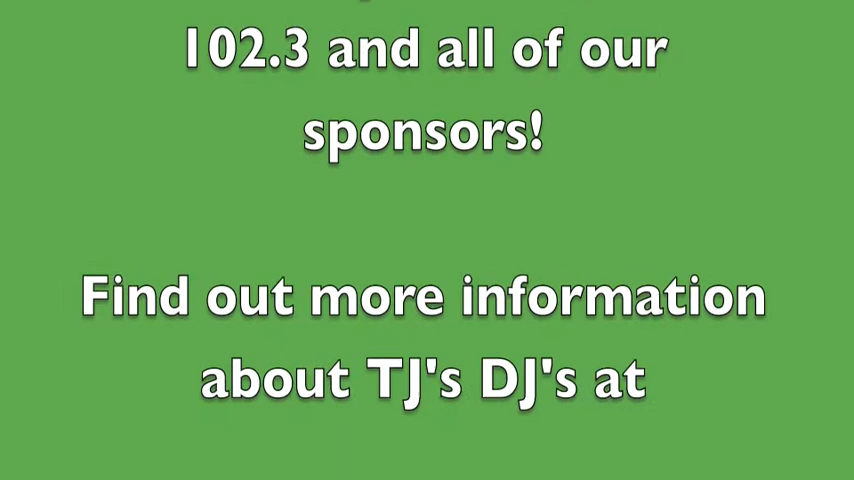 102.3 and all of our
sponsors!
Find out more information
about TJ's DJ's at